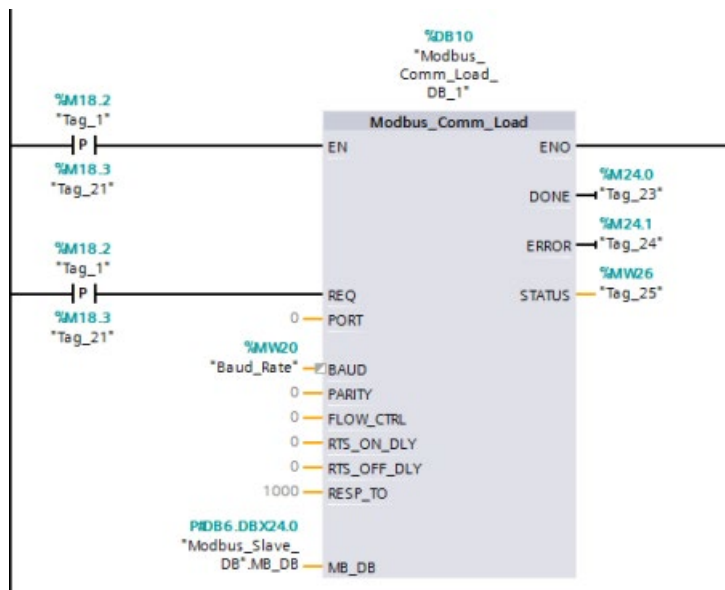 %DB10
"Modbus_
Comm_Load_
DB_1"
%M18.2
"Tag_1"
Modbus_Comm_Load
P
EN
ENO
%M18.3
"Tag_21"
%M24.0
DONE
"Tag_23"
%M24.1
ERROR
"Tag_24"
%M18.2
"Tag_1"
%MW26
P
REQ
STATUS
"Tag_25"
%M18.3
"Tag_21"
0
PORT
%MW20
"Baud_Rate"
BAUD
0
PARITY
0
FLOW_CTRL
0
RTS_ON_DLY
0
RTS_OFF_DLY
1000
RESP_TO
P#DB6.DBX24.0
"Modbus_Slave_
DB".MB_DB
MB_DB